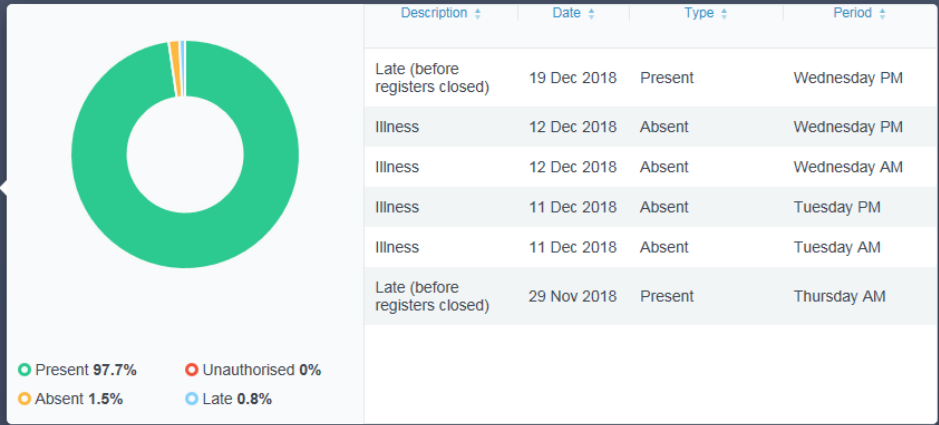 Description Date Type Period
Late (before
registers closed) 19 Dec 2018 Present Wednesday PM
Illness 12 Dec 2018 Absent Wednesday PM
Illness 12 Dec 2018 Absent Wednesday AM
Illness 11 Dec 2018 Absent Tuesday PM
Illness 11 Dec 2018 Absent Tuesday AM
Late (before
registers closed) 29 Nov 2018 Present Thursday AM
Present 97.7% Unauthorised 0%
Absent 1.5% Late 0.8%